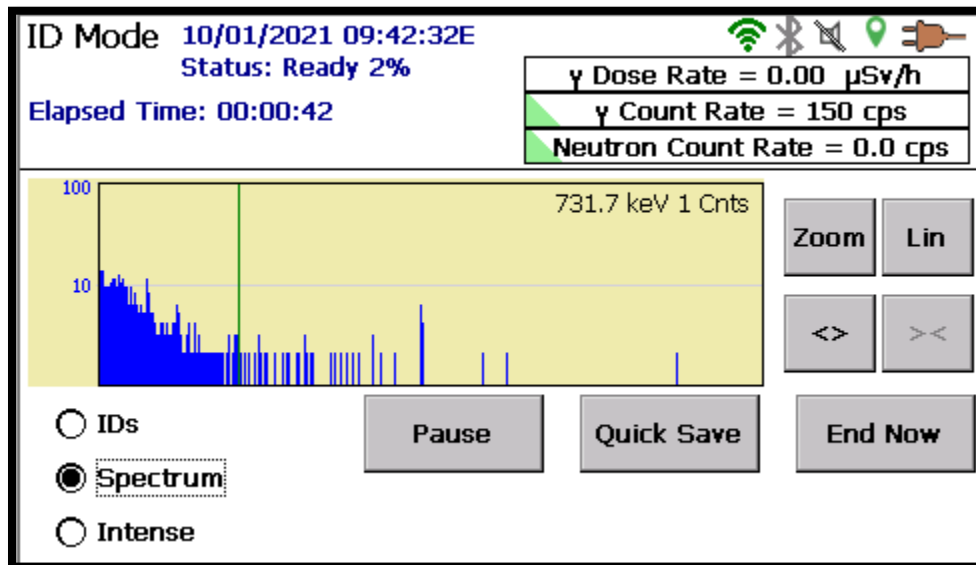 ID Mode 10/01/2021 09:42:32E
Status: Ready 2%
γ Dose Rate = 0.00 µSv/h
Elapsed Time: 00:00:42
γ Count Rate = 150 cps
Neutron Count Rate = 0.0 cps
100
731.7 keV 1 Cnts
10
Zoom
Lin
<>
><
IDs
Spectrum
Intense
Pause
Quick Save
End Now